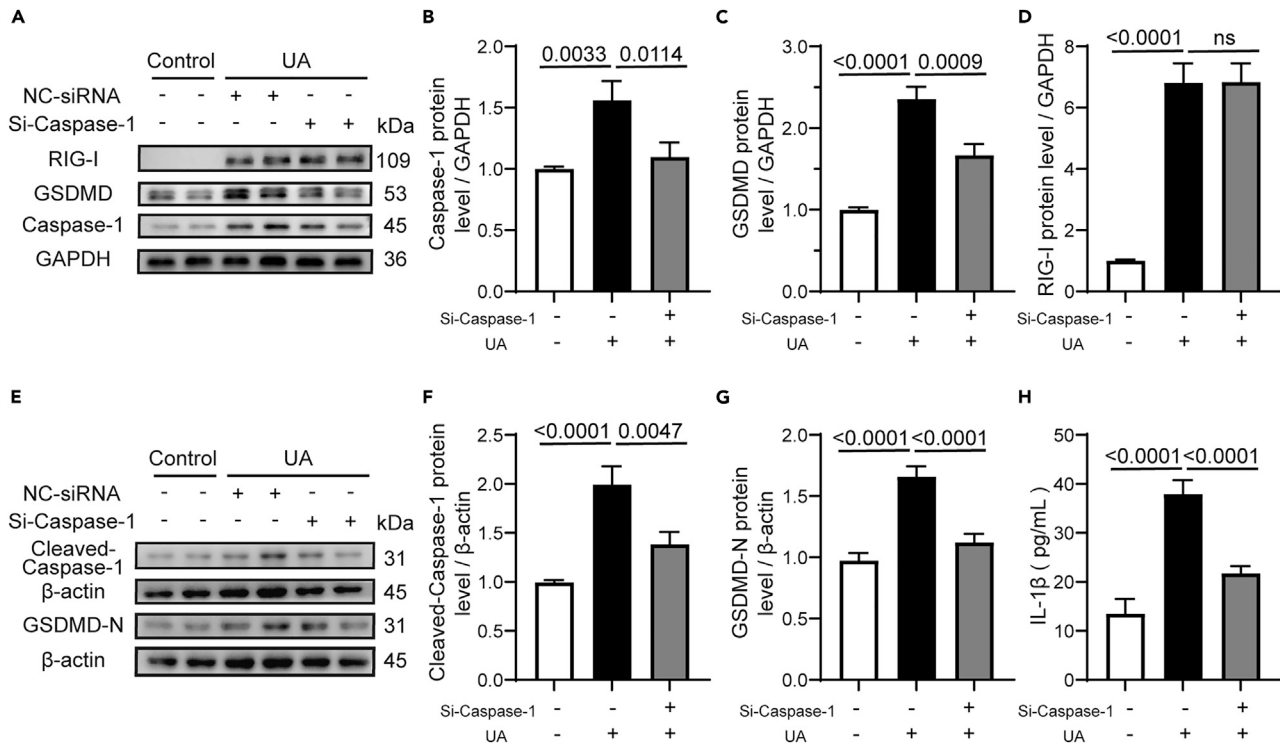 A
Control UA
NC-siRNA - - + + - -
Si-Caspase-1 - - - - + + kDa
RIG-I 109
GSDMD 53
Caspase-1 45
GAPDH 36
B
Caspase-1 protein
level / GAPDH
2.0
1.5
1.0
0.5
0.0
0.0033 0.0114
Si-Caspase-1 - - +
UA - + +
C
GSDMD protein
level / GAPDH
3.0
2.0
1.0
0.0
<0.0001 0.0009
Si-Caspase-1 - - +
UA - + +
D
RIG-I protein level / GAPDH
8
6
4
2
0
<0.0001 ns
Si-Caspase-1 - - +
UA - + +
E
Control UA
NC-siRNA - - + + - -
Si-Caspase-1 - - - - + + kDa
Cleaved-
Caspase-1 31
β-actin 45
GSDMD-N 31
β-actin 45
F
Cleaved-Caspase-1 protein
level / β-actin
2.5
2.0
1.5
1.0
0.5
0.0
<0.0001 0.0047
Si-Caspase-1 - - +
UA - + +
G
GSDMD-N protein
level / β-actin
2.0
1.5
1.0
0.5
0.0
<0.0001 <0.0001
Si-Caspase-1 - - +
UA - + +
H
IL-1β ( pg/mL )
50
40
30
20
10
0
<0.0001 <0.0001
Si-Caspase-1 - - +
UA - + +